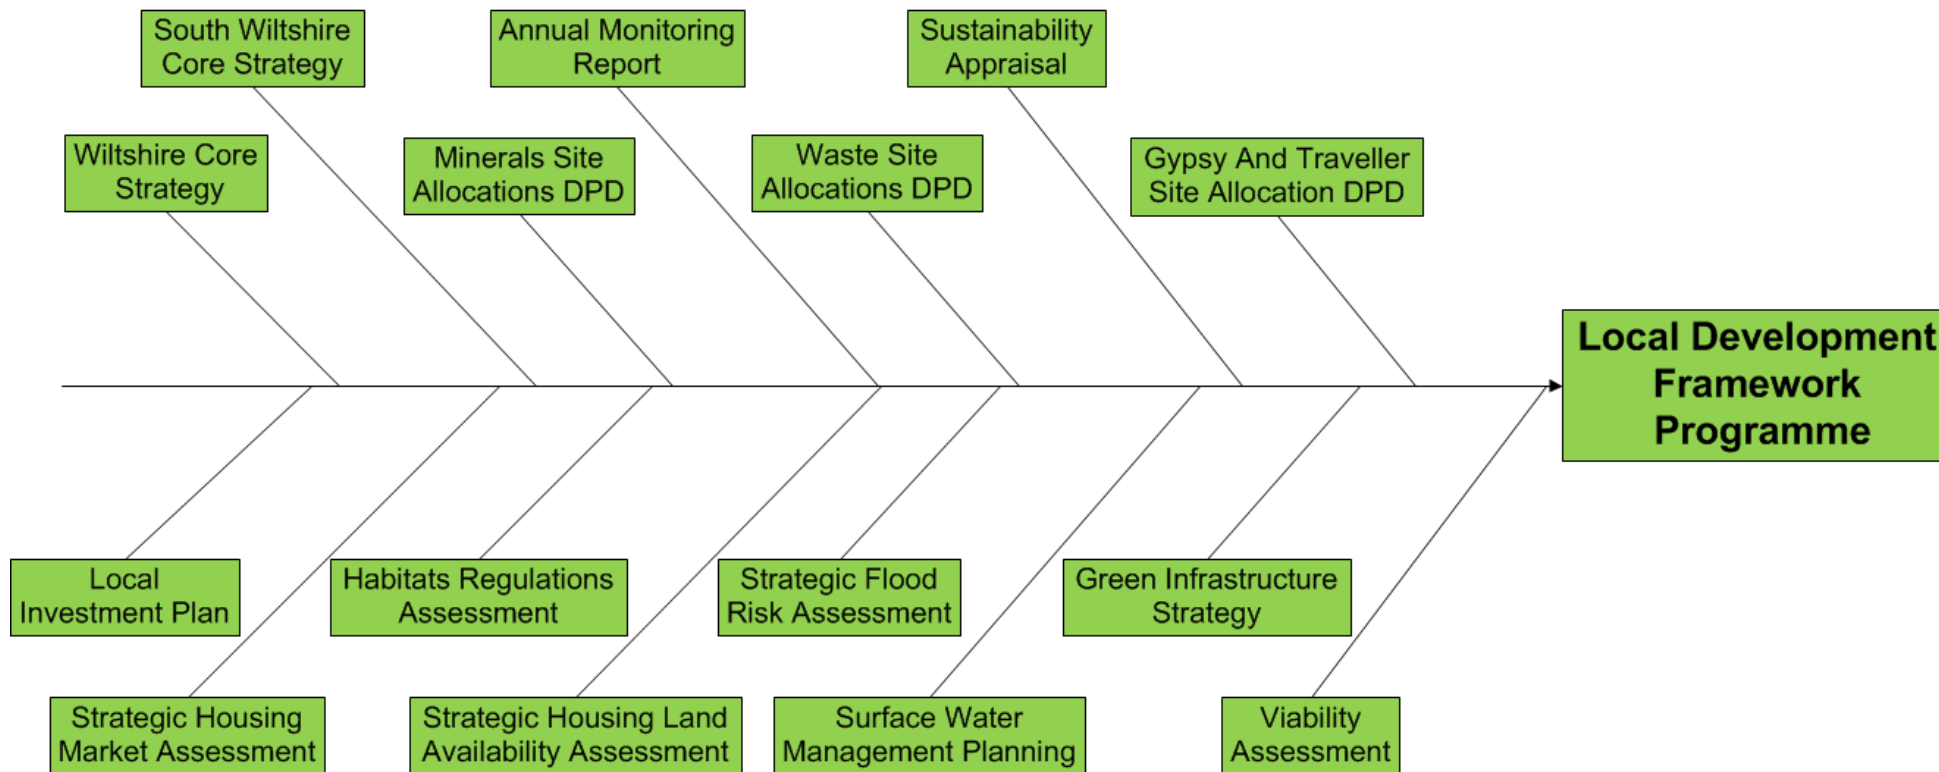 South Wiltshire
Core Strategy
Annual Monitoring
Report
Sustainability
Appraisal
Wiltshire Core
Strategy
Minerals Site
Allocations DPD
Waste Site
Allocations DPD
Gypsy And Traveller
Site Allocation DPD
Local Development
Framework
Programme
Local
Investment Plan
Habitats Regulations
Assessment
Strategic Flood
Risk Assessment
Green Infrastructure
Strategy
Strategic Housing
Market Assessment
Strategic Housing Land
Availability Assessment
Surface Water
Management Planning
Viability
Assessment